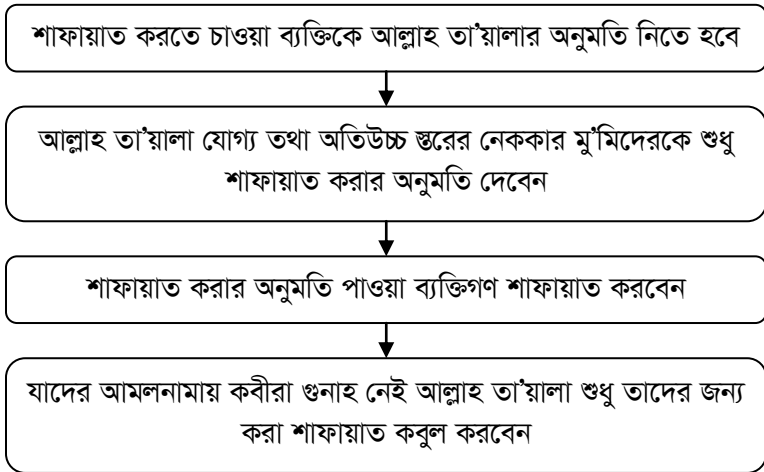 শাফায়াত করতে চাওয়া ব্যক্তিকে আল্লাহ তা’য়ালার অনুমতি নিতে হবে
আল্লাহ তা’য়ালা যোগ্য তথা অতিউচ্চ স্তরের নেককার মু’মিদেরকে শুধু
শাফায়াত করার অনুমতি দেবেন
শাফায়াত করার অনুমতি পাওয়া ব্যক্তিগণ শাফায়াত করবেন
যাদের আমলনামায় কবীরা গুনাহ নেই আল্লাহ তা’য়ালা শুধু তাদের জন্য
করা শাফায়াত কবুল করবেন